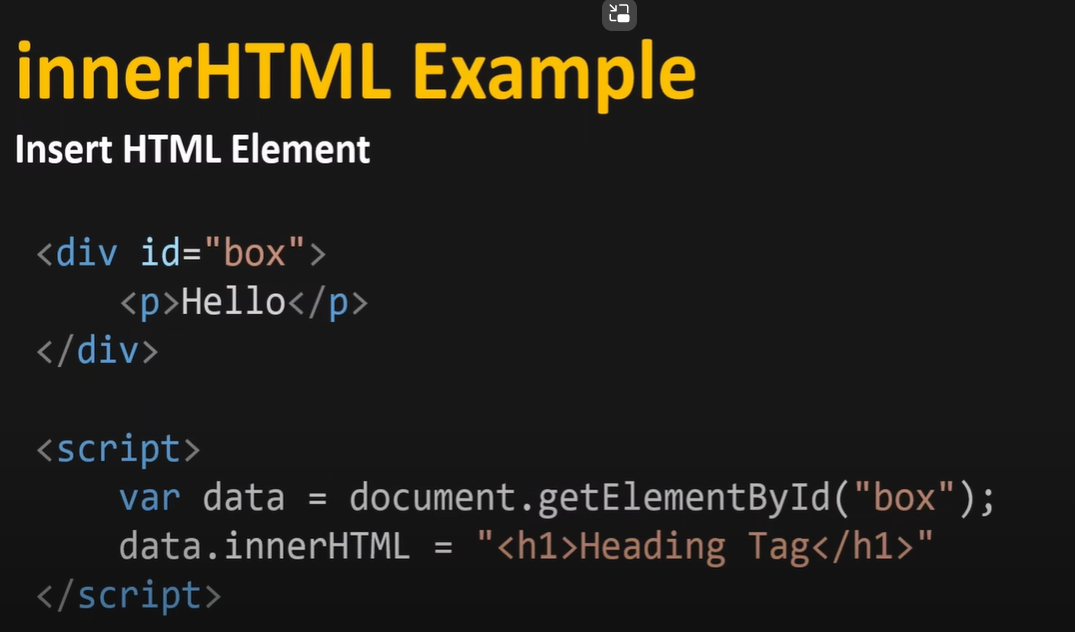 innerHTML Example
Insert HTML Element
<div id="box">
    <p>Hello</p>
</div>
<script>
    var data = document.getElementById("box");
    data.innerHTML = "<h1>Heading Tag</h1>"
</script>